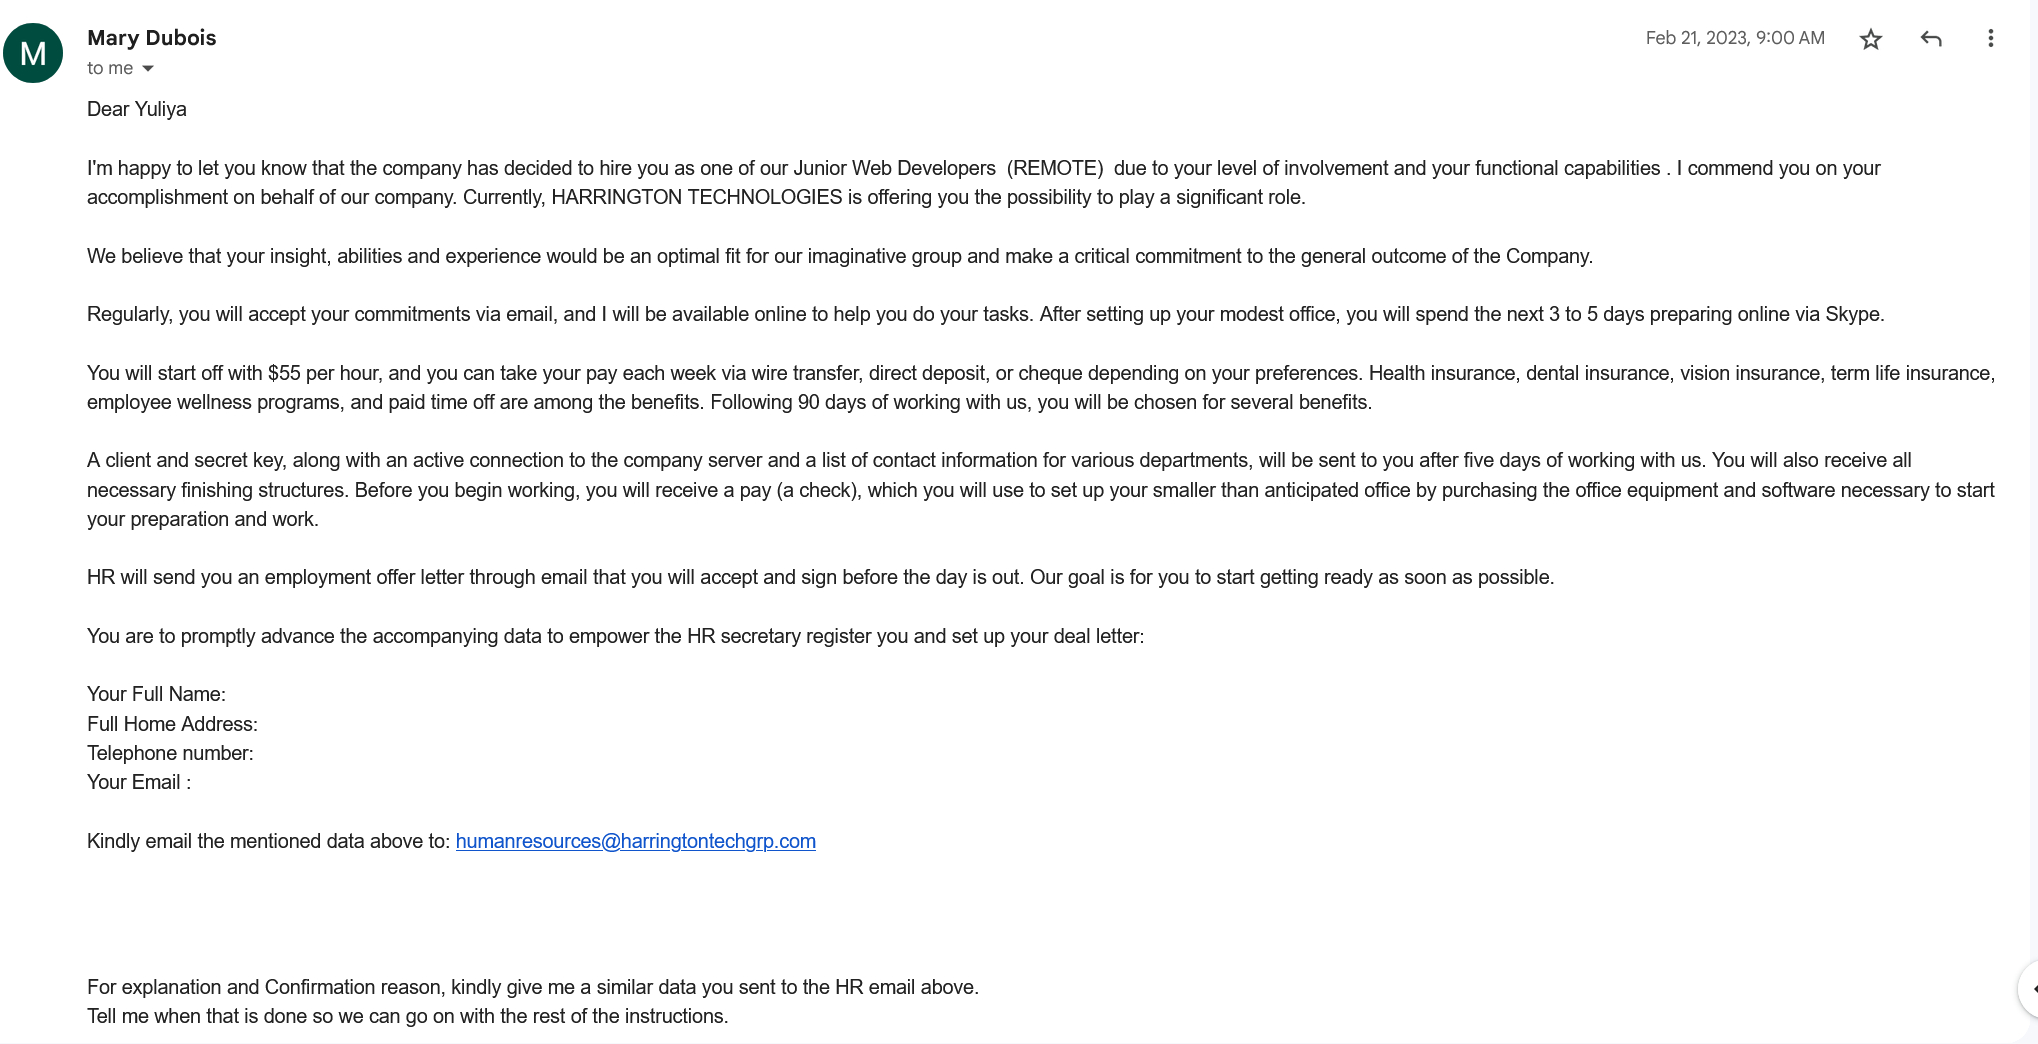 M
Mary Dubois
Feb 21, 2023, 9:00 AM
to me
Dear Yuliya
I'm happy to let you know that the company has decided to hire you as one of our Junior Web Developers  (REMOTE)  due to your level of involvement and your functional capabilities . I commend you on your
accomplishment on behalf of our company. Currently, HARRINGTON TECHNOLOGIES is offering you the possibility to play a significant role.
We believe that your insight, abilities and experience would be an optimal fit for our imaginative group and make a critical commitment to the general outcome of the Company.
Regularly, you will accept your commitments via email, and I will be available online to help you do your tasks. After setting up your modest office, you will spend the next 3 to 5 days preparing online via Skype.
You will start off with $55 per hour, and you can take your pay each week via wire transfer, direct deposit, or cheque depending on your preferences. Health insurance, dental insurance, vision insurance, term life insurance,
employee wellness programs, and paid time off are among the benefits. Following 90 days of working with us, you will be chosen for several benefits.
A client and secret key, along with an active connection to the company server and a list of contact information for various departments, will be sent to you after five days of working with us. You will also receive all
necessary finishing structures. Before you begin working, you will receive a pay (a check), which you will use to set up your smaller than anticipated office by purchasing the office equipment and software necessary to start
your preparation and work.
HR will send you an employment offer letter through email that you will accept and sign before the day is out. Our goal is for you to start getting ready as soon as possible.
You are to promptly advance the accompanying data to empower the HR secretary register you and set up your deal letter:
Your Full Name:
Full Home Address:
Telephone number:
Your Email :
Kindly email the mentioned data above to: humanresources@harringtontechgrp.com
For explanation and Confirmation reason, kindly give me a similar data you sent to the HR email above.
Tell me when that is done so we can go on with the rest of the instructions.